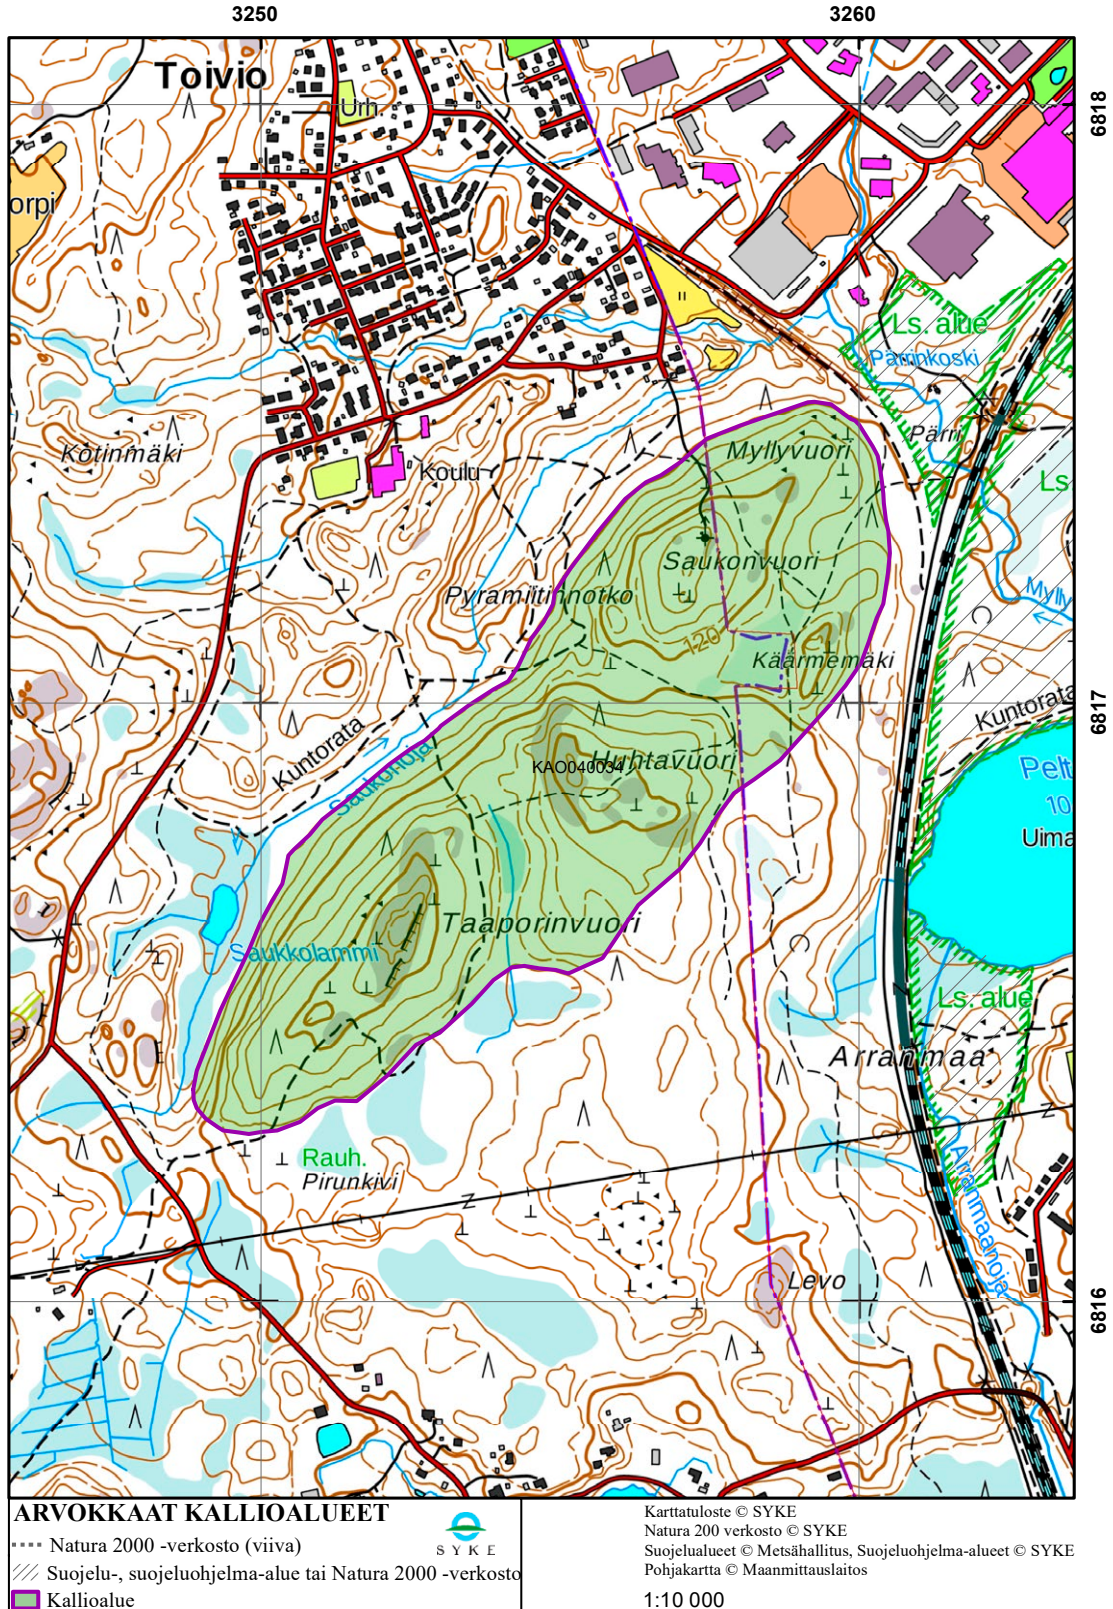 3250
3260
Toivio
Urh.
6818
orpi
Ls. alue
Pärrinkoski
Kotinmäki
Koulu
Myllyvuori
Pärri
Ls
Saukonvuori
Pyramiitinnotko
Mylly
120
Käärmemäki
6817
Kuntorata
Kuntorata
Saukonoja
Huhtavuori
KAO040034
Pelt
10
Uima
Taaporinvuori
Saukkolammi
Ls. alue
Arranmaa
Rauh.
Pirunkivi
Arranmaanoja
Levo
6816
ARVOKKAAT KALLIOALUEET
Natura 2000 -verkosto (viiva)
Suojelu-, suojeluohjelma-alue tai Natura 2000 -verkosto
Kallioalue
SYKE
Karttatuloste © SYKE
Natura 200 verkosto © SYKE
Suojelualueet © Metsähallitus, Suojeluohjelma-alueet © SYKE
Pohjakartta © Maanmittauslaitos
1:10 000